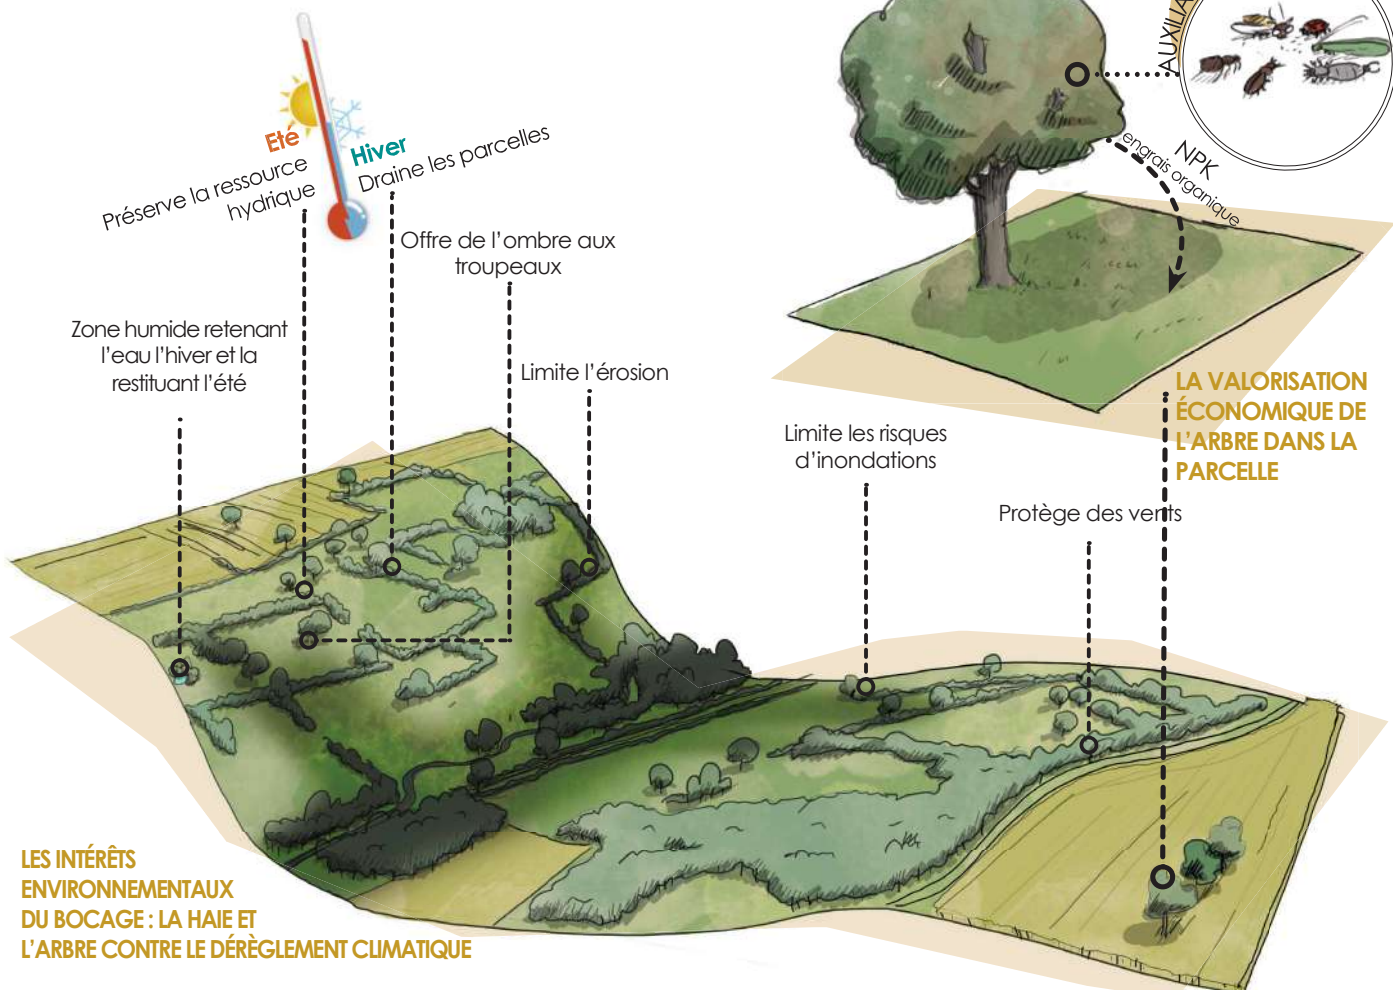 Eté
Préserve la ressource
hydrique
Hiver
Draine les parcelles
Offre de l’ombre aux
troupeaux
Zone humide retenant
l’eau l’hiver et la
restituant l’été
Limite l’érosion
NPK
engrais organique
LA VALORISATION
ÉCONOMIQUE DE
L’ARBRE DANS LA
PARCELLE
Limite les risques
d’inondations
Protège des vents
LES INTÉRÊTS
ENVIRONNEMENTAUX
DU BOCAGE : LA HAIE ET
L’ARBRE CONTRE LE DÉRÈGLEMENT CLIMATIQUE